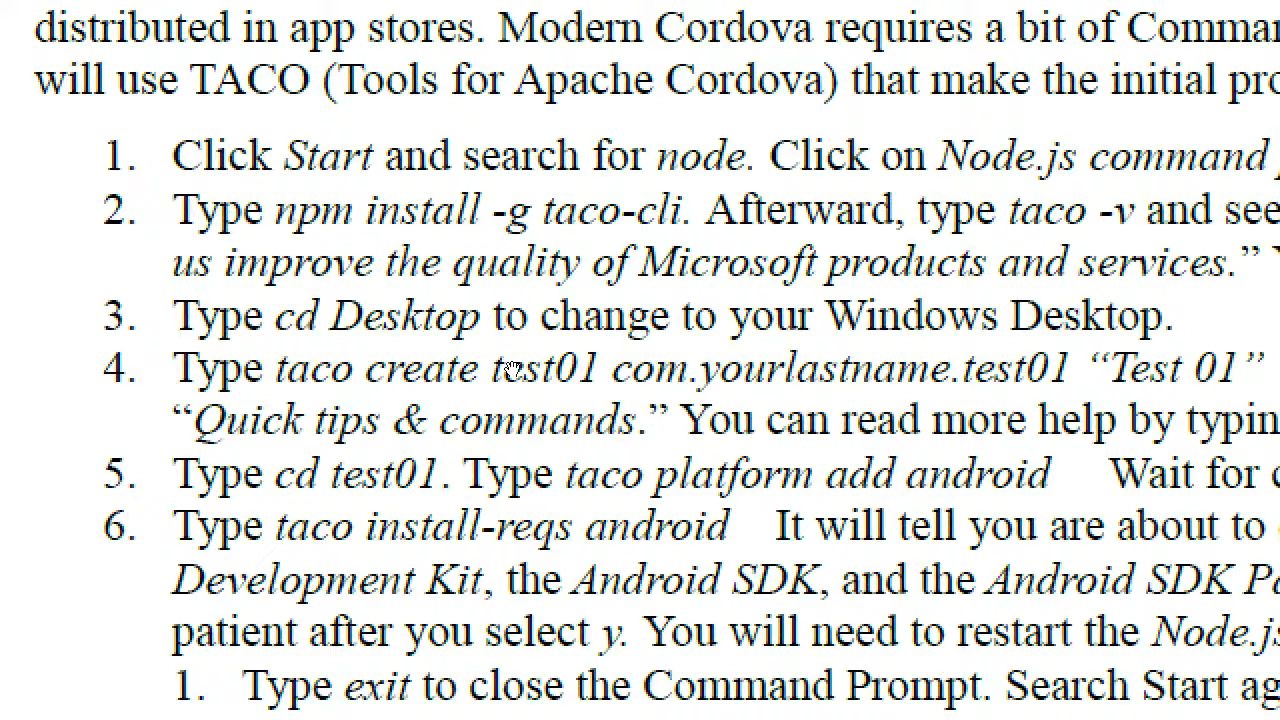 distributed in app stores. Modern Cordova requires a bit of
will use TACO (Tools for Apache Cordova) that make the initial
1. Click Start and search for node. Click on Node.js command
2. Type npm install -g taco-cli. Afterward, type taco -v and see
us improve the quality of Microsoft products and services.”
3. Type cd Desktop to change to your Windows Desktop.
4. Type taco create test01 com.yourlastname.test01 “Test 01”
“Quick tips & commands.” You can read more help by
5. Type cd test01. Type taco platform add android Wait for
6. Type taco install-reqs android It will tell you are about to
Development Kit, the Android SDK, and the Android SDK
patient after you select y. You will need to restart the
1. Type exit to close the Command Prompt. Search Start